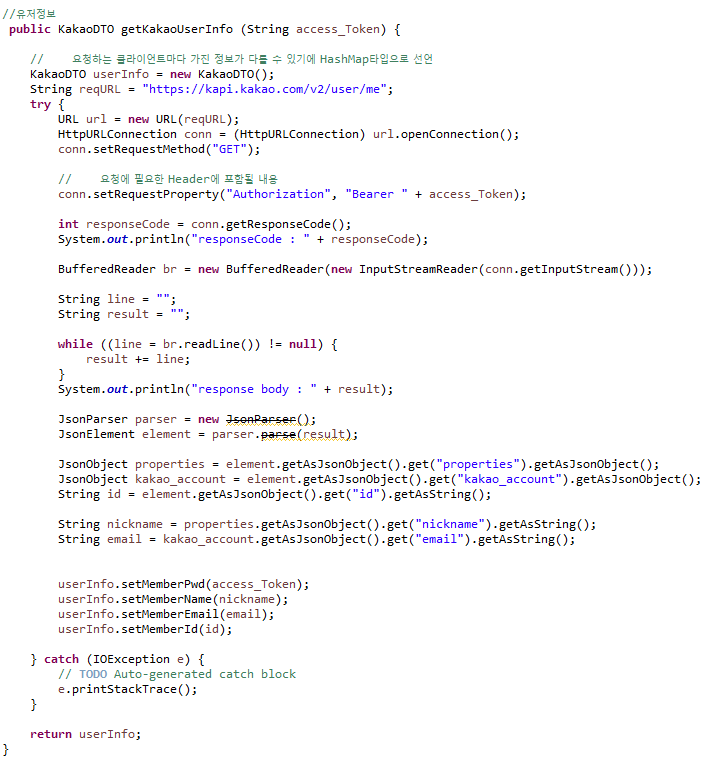 //유저정보
public KakaoDTO getKakaoUserInfo (String access_Token) {
//    요청하는 클라이언트마다 가진 정보가 다를 수 있기에 HashMap타입으로 선언
KakaoDTO userInfo = new KakaoDTO();
String reqURL = "https://kapi.kakao.com/v2/user/me";
try {
URL url = new URL(reqURL);
HttpURLConnection conn = (HttpURLConnection) url.openConnection();
conn.setRequestMethod("GET");
//    요청에 필요한 Header에 포함될 내용
conn.setRequestProperty("Authorization", "Bearer " + access_Token);
int responseCode = conn.getResponseCode();
System.out.println("responseCode : " + responseCode);
BufferedReader br = new BufferedReader(new InputStreamReader(conn.getInputStream()));
String line = "";
String result = "";
while ((line = br.readLine()) != null) {
result += line;
}
System.out.println("response body : " + result);
JsonParser parser = new JsonParser();
JsonElement element = parser.parse(result);
JsonObject properties = element.getAsJsonObject().get("properties").getAsJsonObject();
JsonObject kakao_account = element.getAsJsonObject().get("kakao_account").getAsJsonObject();
String id = element.getAsJsonObject().get("id").getAsString();
String nickname = properties.getAsJsonObject().get("nickname").getAsString();
String email = kakao_account.getAsJsonObject().get("email").getAsString();
userInfo.setMemberPwd(access_Token);
userInfo.setMemberName(nickname);
userInfo.setMemberEmail(email);
userInfo.setMemberId(id);
} catch (IOException e) {
// TODO Auto-generated catch block
e.printStackTrace();
}
return userInfo;
}